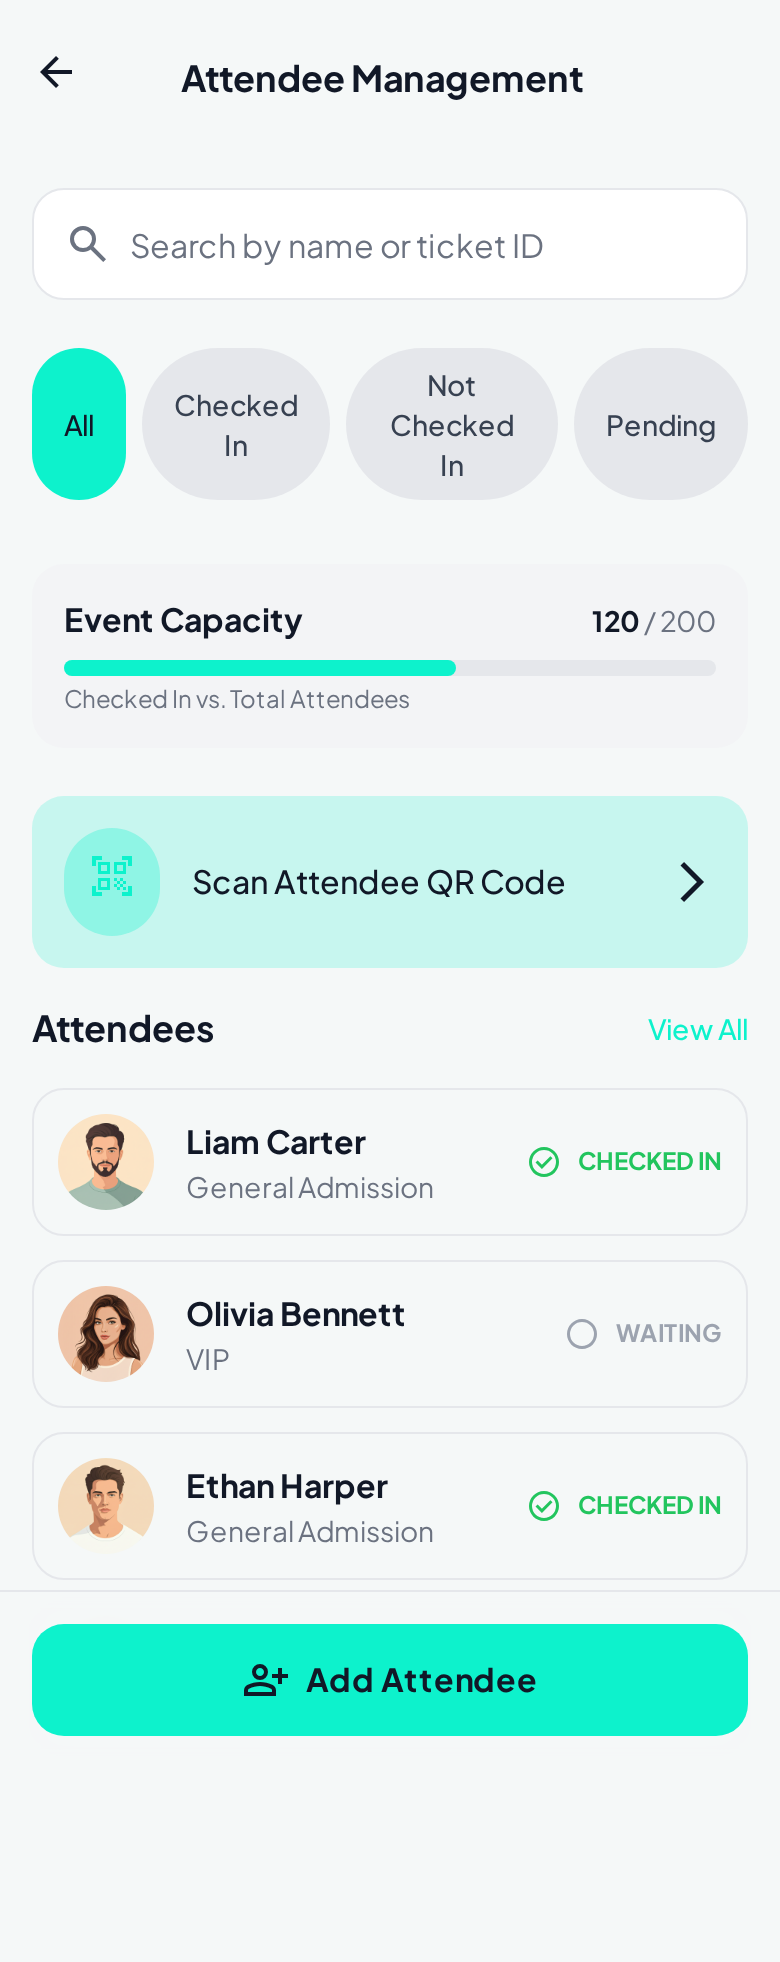 Attendee Management
Search by name or ticket ID
All
Checked
In
Not
Checked
In
Pending
Event Capacity
120 / 200
Checked In vs. Total Attendees
Scan Attendee QR Code
Attendees
View All
Liam Carter
General Admission
CHECKED IN
Olivia Bennett
VIP
WAITING
Ethan Harper
General Admission
CHECKED IN
Add Attendee